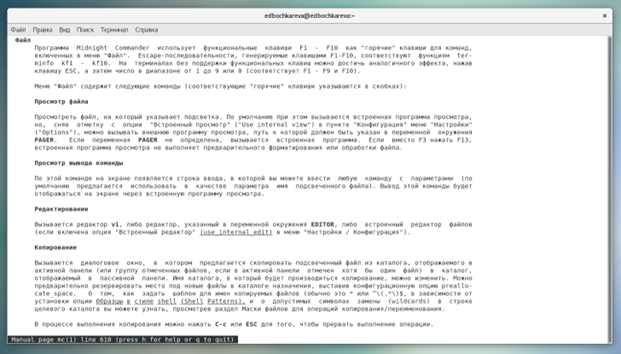 edbochkareva@edbochkareva:~
Файл Правка Вид Поиск Терминал Справка
Файл
Программа Midnight Commander использует функциональные клавиши F1 - F10 как "горячие" клавиши для команд,
включенных в меню "Файл". Escape-последовательности, генерируемые клавишами F1-F10, соответствуют функциям ter-
minfo kf1 - kf10. На терминалах без поддержки функциональных клавиш можно достичь аналогичного эффекта, нажав
клавишу ESC, а затем число в диапазоне от 1 до 9 или 0 (соответствует F1 - F9 и F10).
Меню "Файл" содержит следующие команды (соответствующие "горячие" клавиши указываются в скобках):
Просмотр файла
Просмотреть файл, на который указывает подсветка. По умолчанию при этом вызывается встроенная программа просмотра,
но, сняв отметку с опции "Встроенный просмотр" ("Use internal view") в пункте "Конфигурация" меню "Настройки"
("Options"), можно вызывать внешнюю программу просмотра, путь к которой должен быть указан в переменной окружения
PAGER. Если переменная PAGER не определена, вызывается встроенная программа. Если вместо F3 нажать F13,
встроенная программа просмотра не выполняет предварительного форматирования или обработки файла.
Просмотр вывода команды
По этой команде на экране появляется строка ввода, в которой вы можете ввести любую команду с параметрами (по
умолчанию предлагается использовать в качестве параметра имя подсвеченного файла). Вывод этой команды будет
отображаться на экране через встроенную программу просмотра.
Редактирование
Вызывается редактор vi, либо редактор, указанный в переменной окружения EDITOR, либо встроенный редактор файлов
(если включена опция "Встроенный редактор" (use_internal_edit) в меню "Настройки / Конфигурация").
Копирование
Вызывается диалоговое окно, в котором предлагается скопировать подсвеченный файл из каталога, отображаемого в
активной панели (или группу отмеченных файлов, если в активной панели отмечен хотя бы один файл) в каталог,
отображаемый в пассивной панели. Имя каталога, в который будет производиться копирование, можно изменить. Можно
предварительно резервировать место под новые файлы в каталоге назначения, выставив конфигурационную опцию preallo-
cate_space. О том, как задать шаблон для имен копируемых файлов (обычно это * или ^\(.*\)$, в зависимости от
установки опции Образцы в стиле shell (Shell Patterns), и о допустимых символах замены (wildcards) в строке
целевого каталога вы можете узнать, просмотрев раздел Маски файлов для операций копирования/переименования.
В процессе выполнения копирования можно нажать C-c или ESC для того, чтобы прервать выполнение операции.
Manual page mc(1) line 610 (press h for help or q to quit)